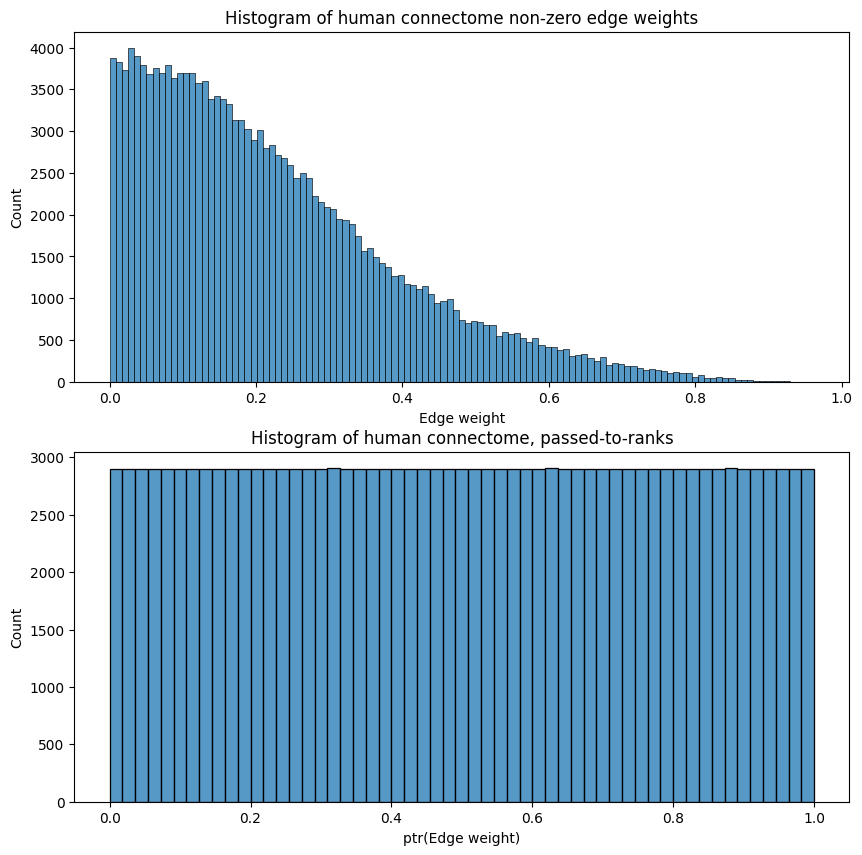 Histogram of human connectome non-zero edge weights
4000
3500
3000
2500
2000
1500
1000
500
0
Count
0.0 0.2 0.4 0.6 0.8 1.0
Edge weight
Histogram of human connectome, passed-to-ranks
3000
2500
2000
1500
1000
500
0
Count
0.0 0.2 0.4 0.6 0.8 1.0
ptr(Edge weight)